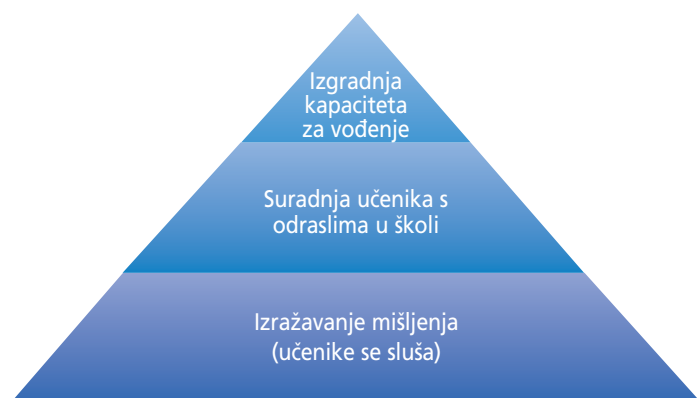 Izgradnja
kapaciteta
za vođenje
Suradnja učenika s
odraslima u školi
Izražavanje mišljenja
(učenike se sluša)